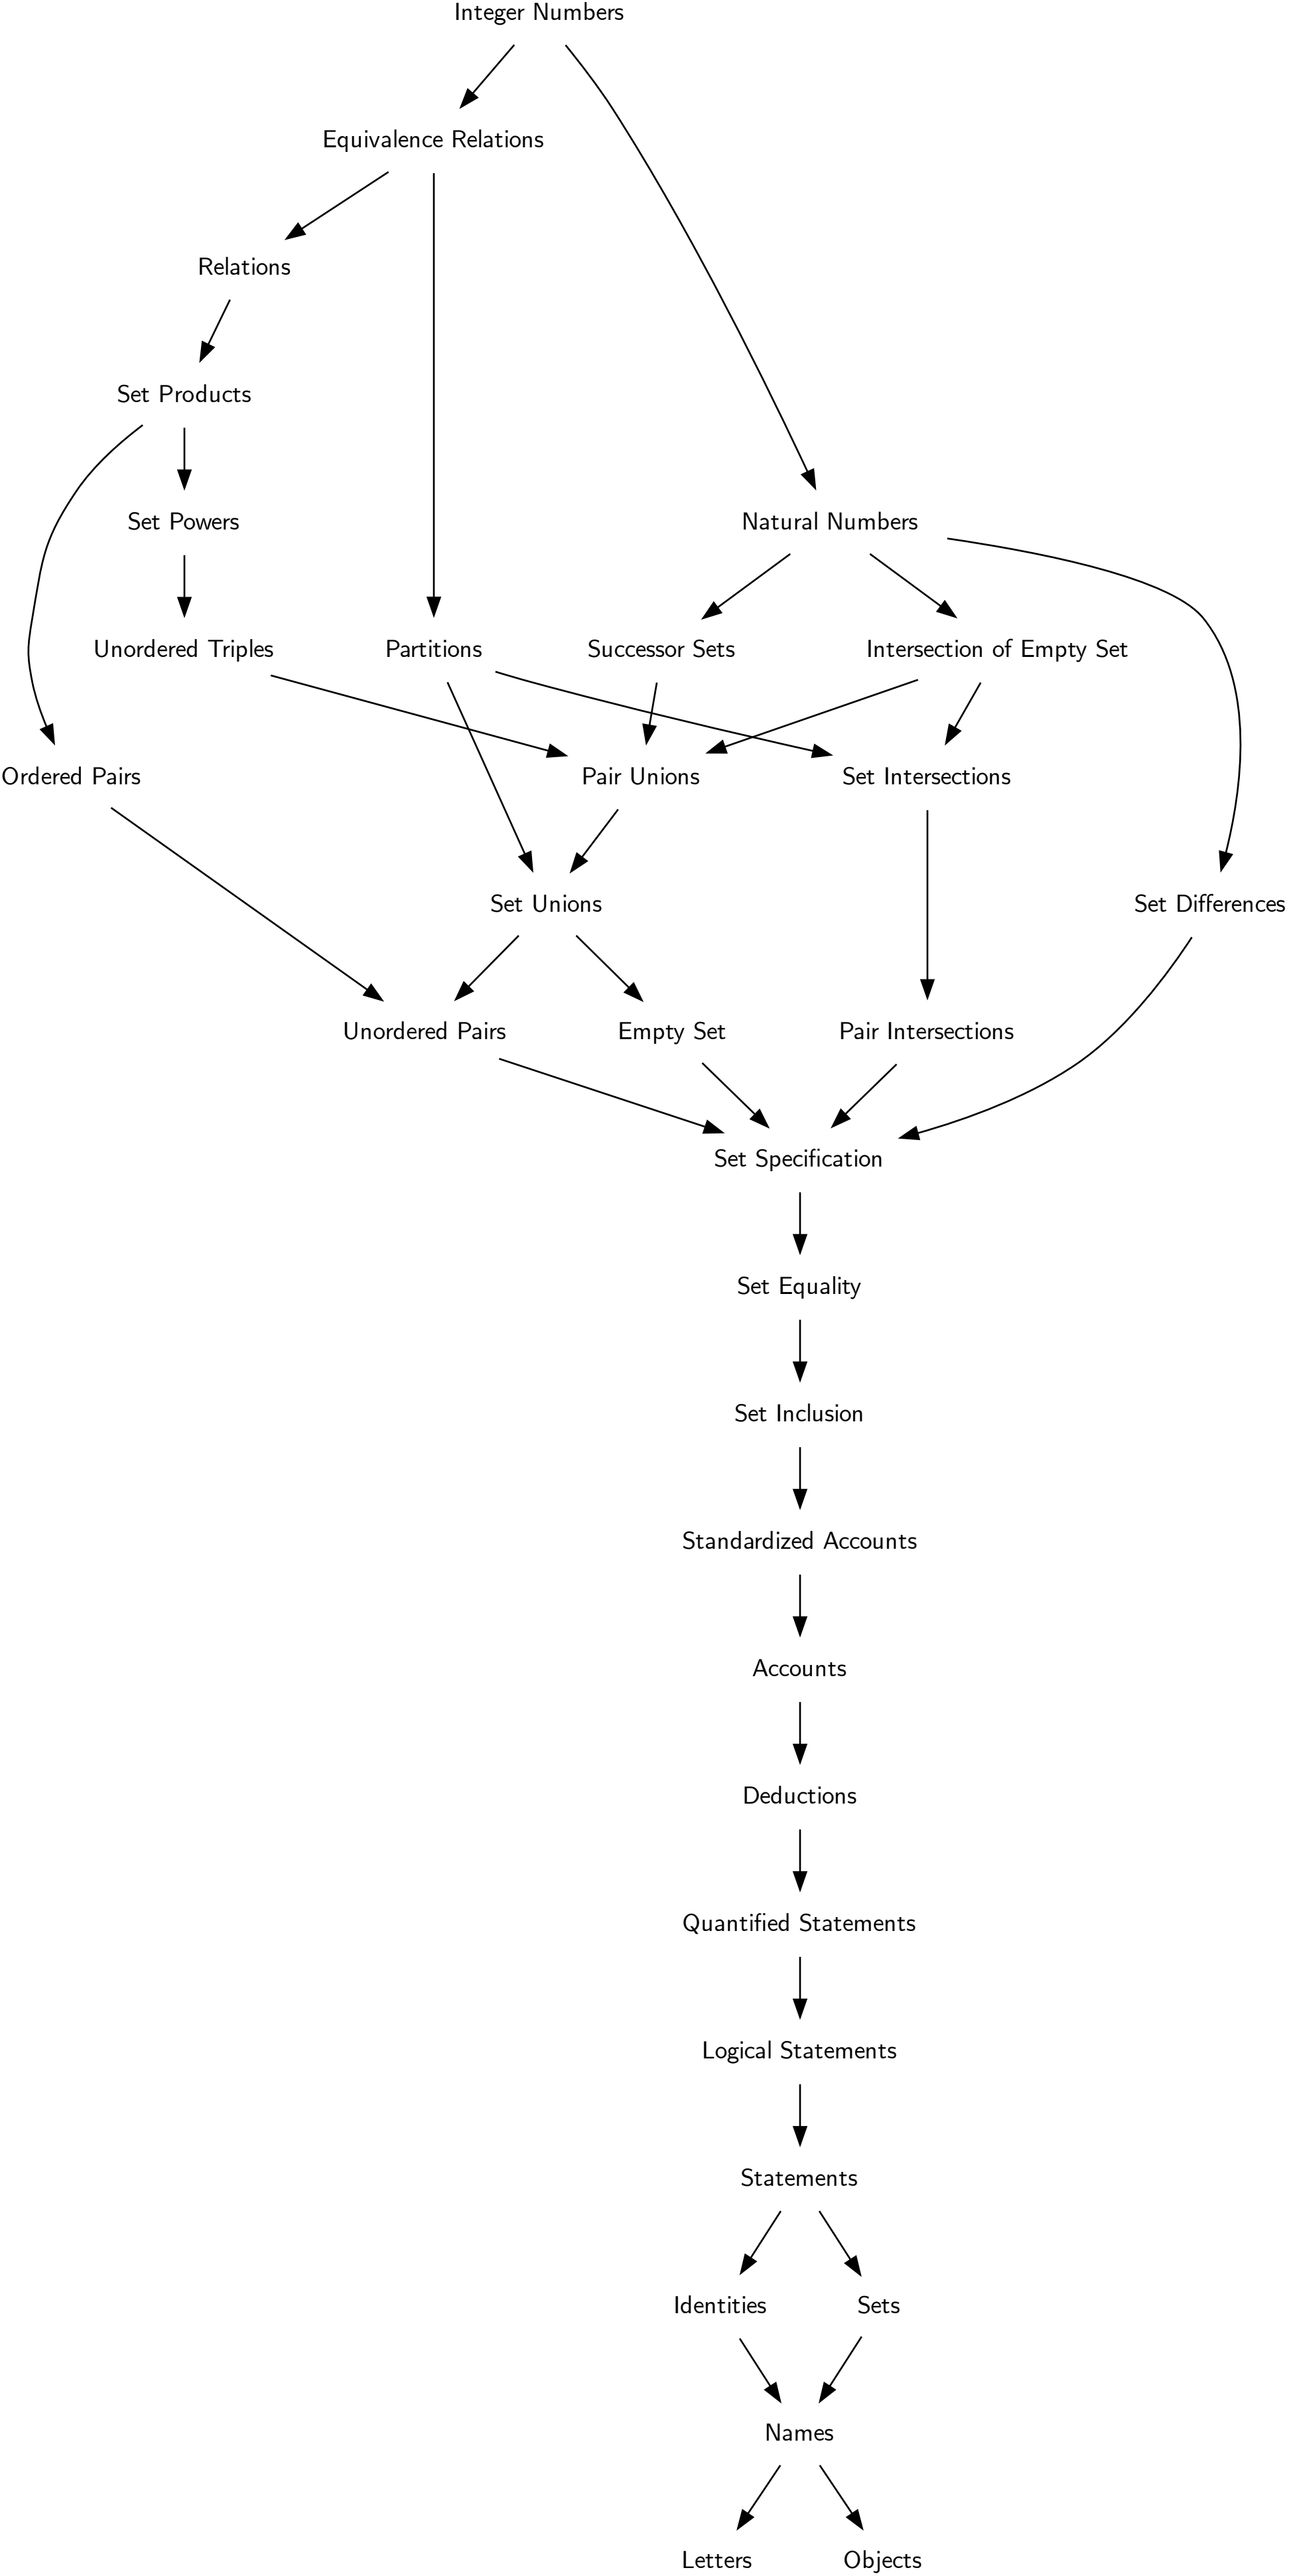 Integer Numbers
Equivalence Relations
Relations
Set Products
Set Powers
Natural Numbers
Unordered Triples
Partitions
Successor Sets
Intersection of Empty Set
Ordered Pairs
Pair Unions
Set Intersections
Set Unions
Set Differences
Unordered Pairs
Empty Set
Pair Intersections
Set Specification
Set Equality
Set Inclusion
Standardized Accounts
Accounts
Deductions
Quantified Statements
Logical Statements
Statements
Identities
Sets
Names
Letters
Objects